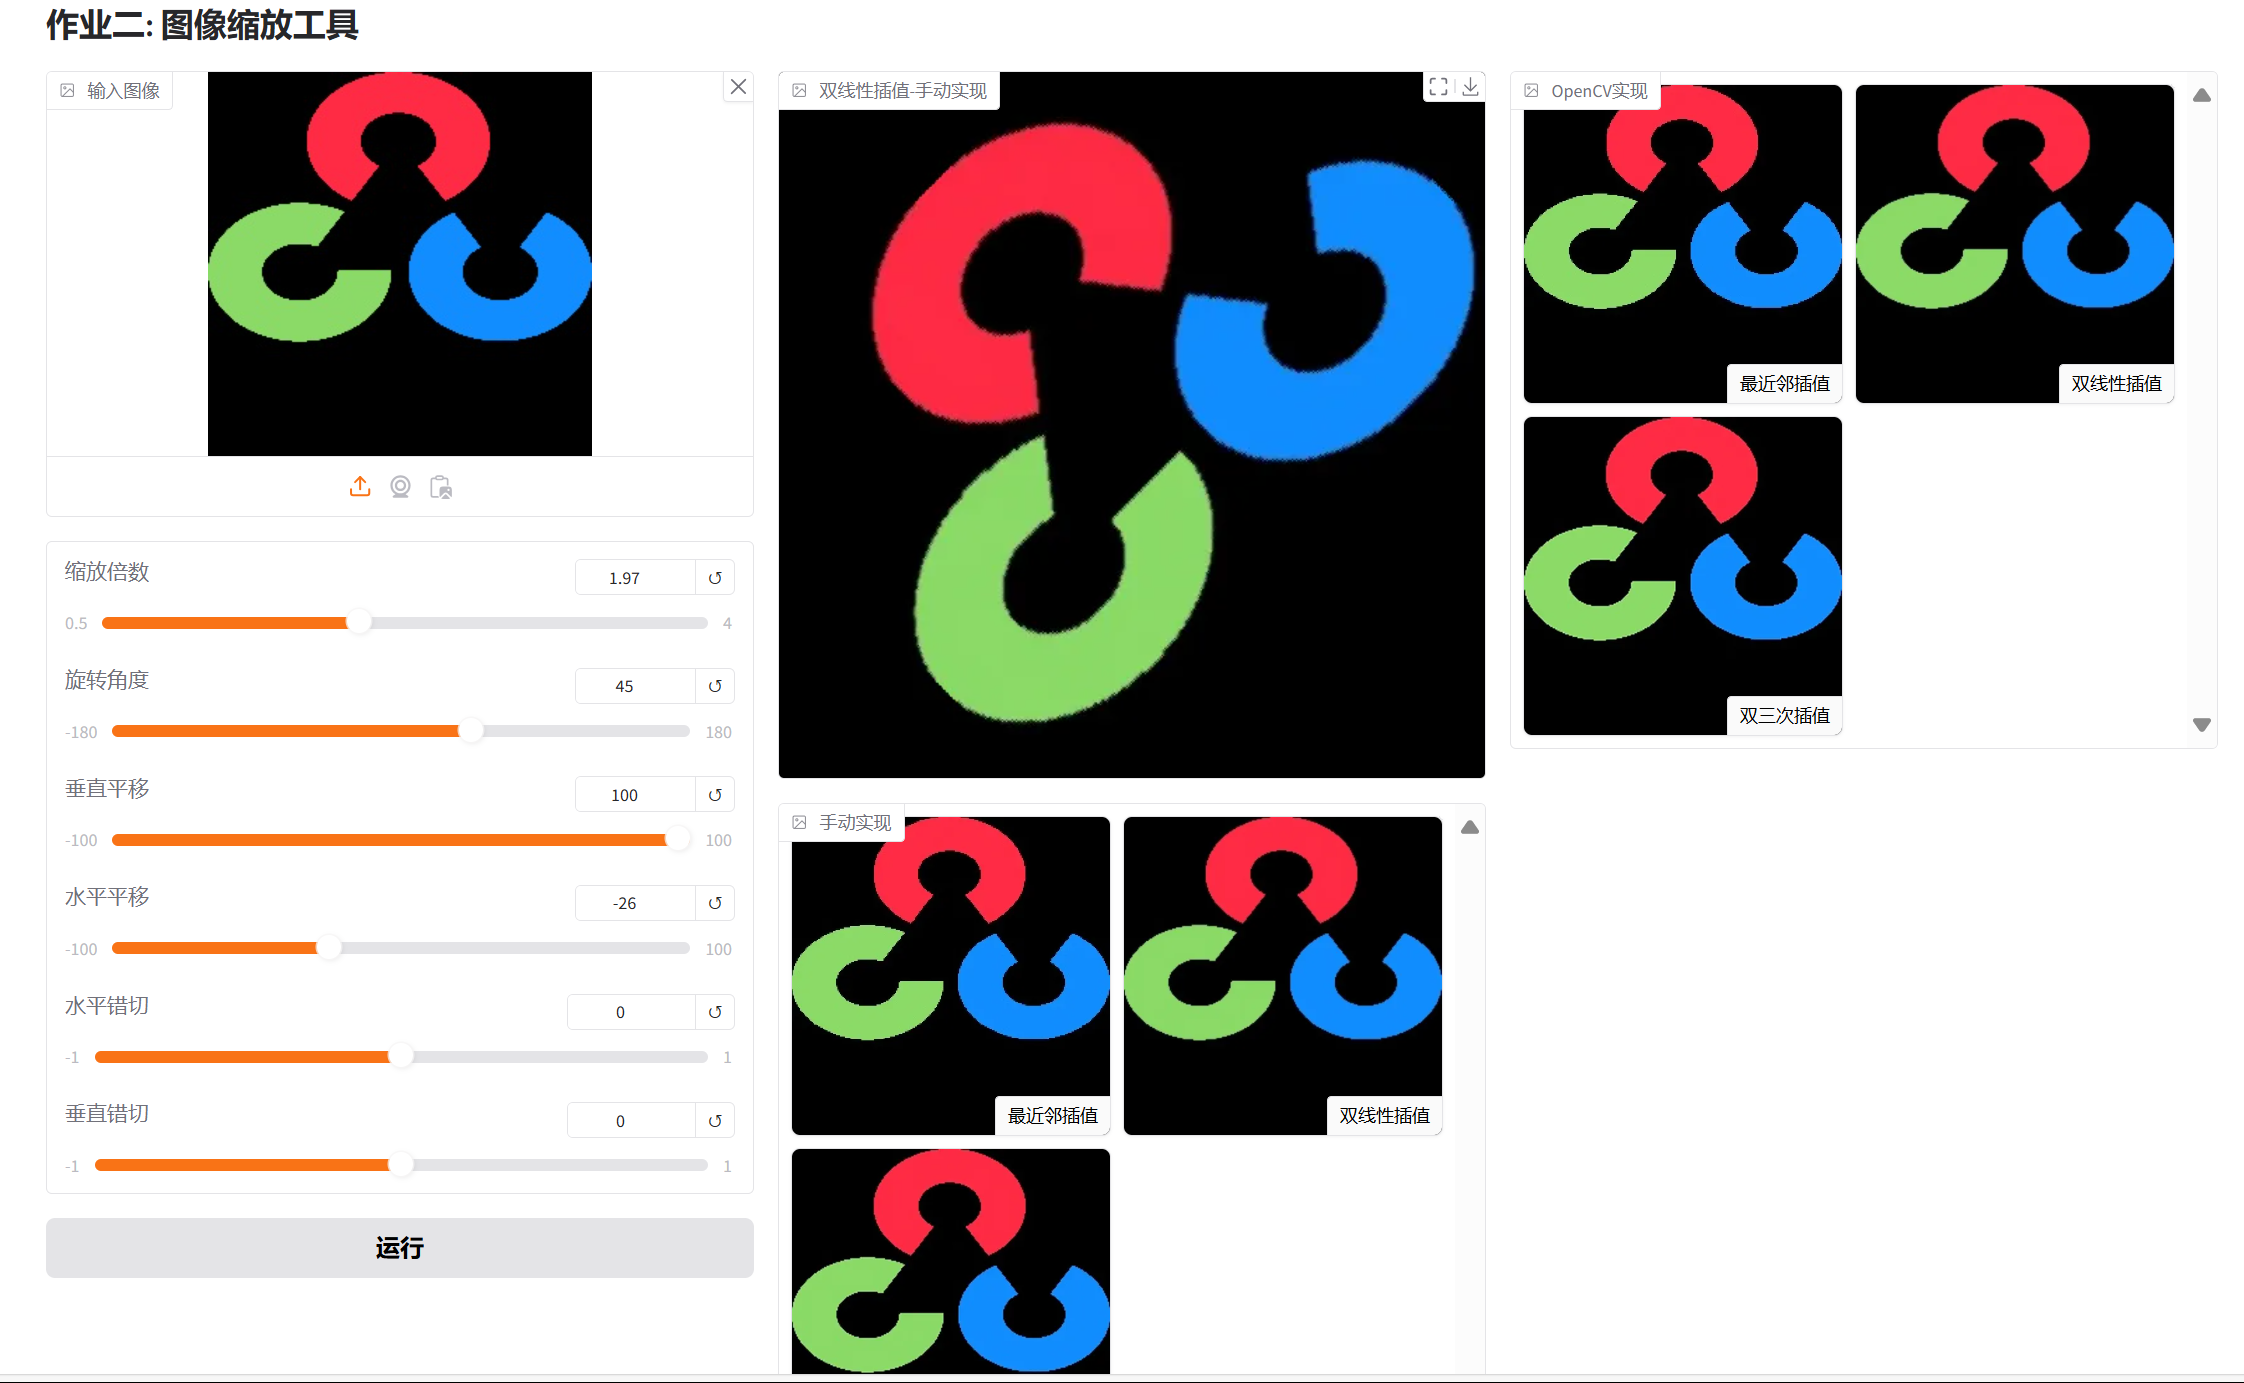 作业二: 图像缩放工具
输入图像
缩放倍数
1.97
0.5
4
旋转角度
45
-180
180
垂直平移
100
-100
100
水平平移
-26
-100
100
水平错切
0
-1
1
垂直错切
0
-1
1
运行
双线性插值-手动实现
手动实现
最近邻插值
双线性插值
OpenCV实现
最近邻插值
双线性插值
双三次插值